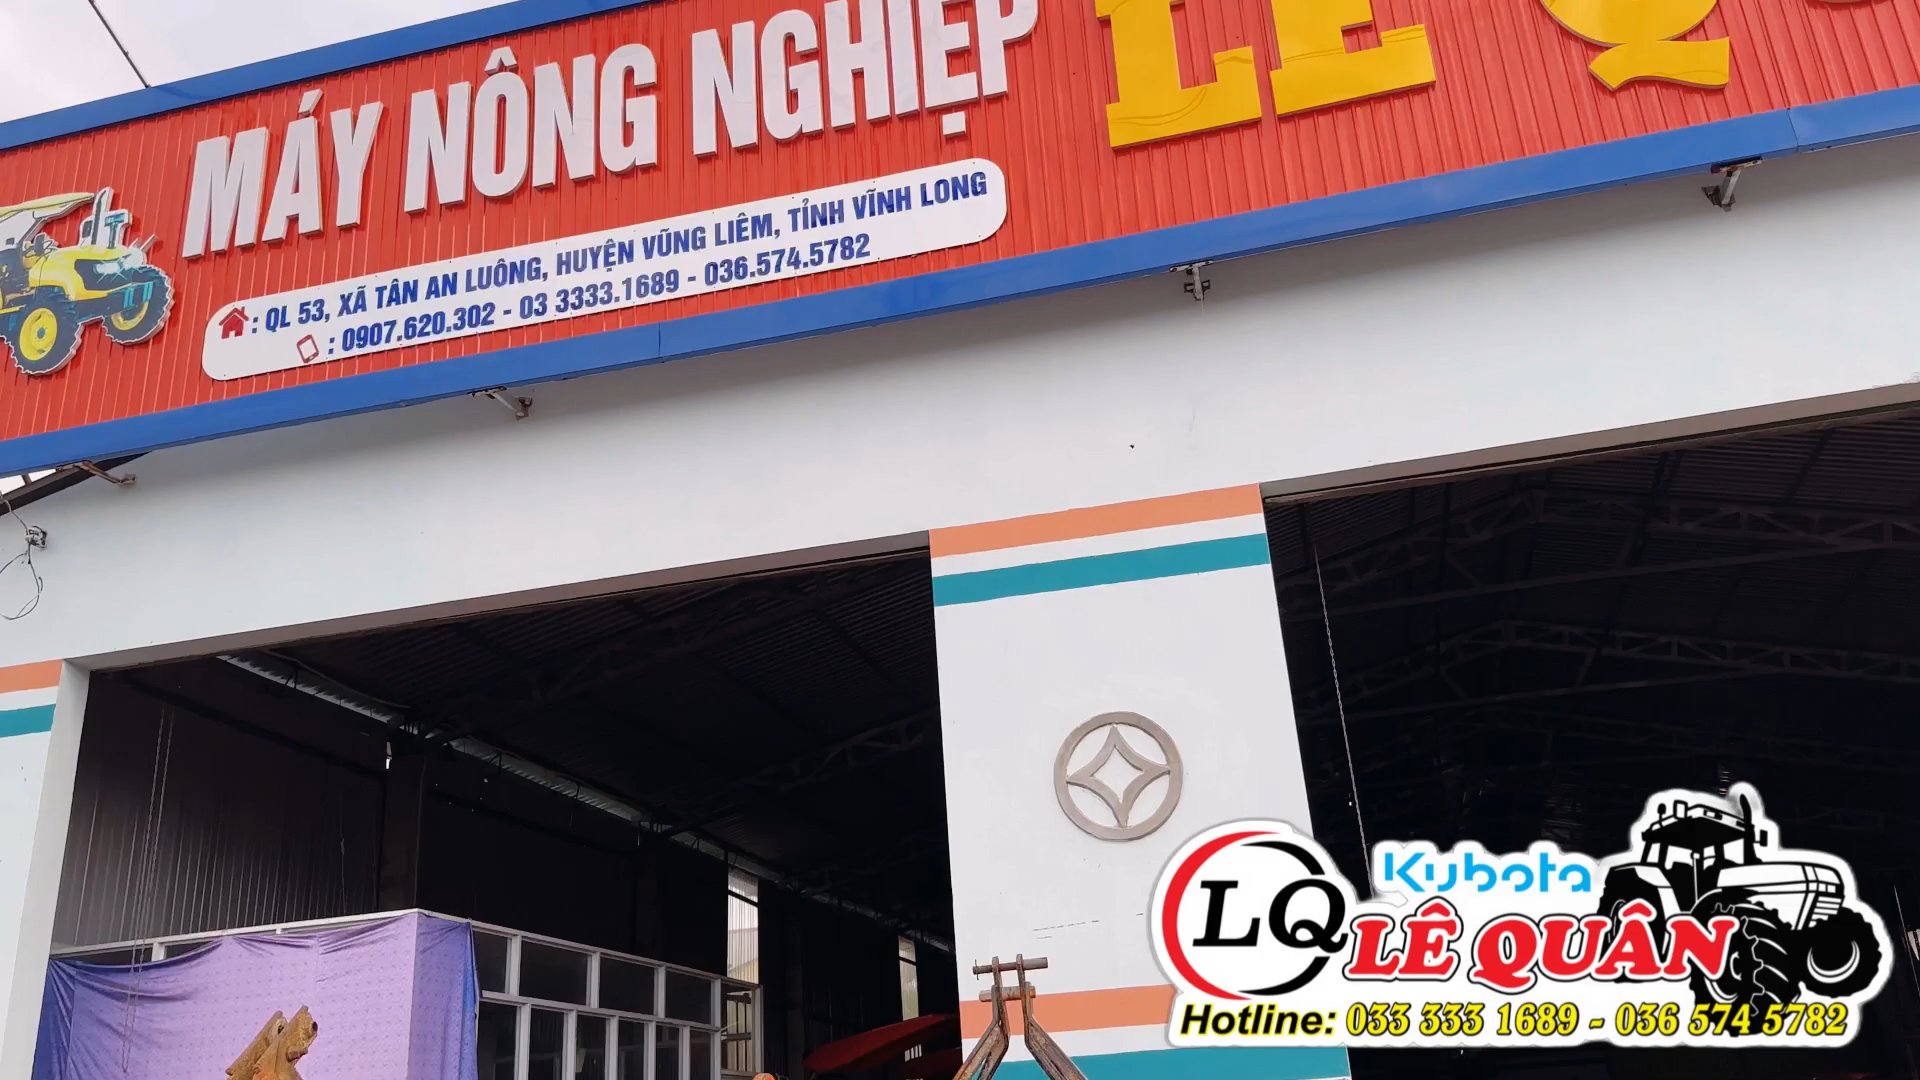 MÁY NÔNG NGHIỆP LÊ
: QL 53, XÃ TÂN AN LUÔNG, HUYỆN VŨNG LIÊM, TỈNH VĨNH LONG
: 0907.620.302 - 03 3333.1689 - 036.574.5782
LQ
Kubota
LÊ QUÂN
Hotline: 033 333 1689 - 036 574 5782